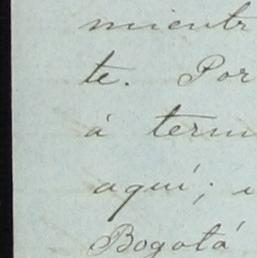 mientr
te. Por
á term
aquí; 
Bogotá